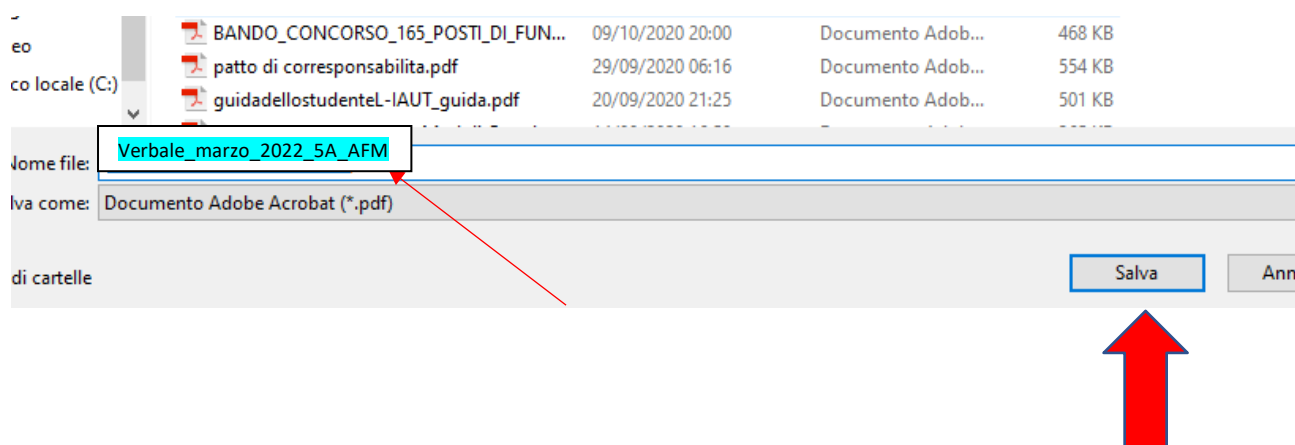 eo
BANDO_CONCORSO_165_POSTI_DI_FUN... 09/10/2020 20:00 Documento Adob... 468 KB
patto di corresponsabilita.pdf 29/09/2020 06:16 Documento Adob... 554 KB
co locale (C:)
guidadellostudenteL-IAUT_guida.pdf 20/09/2020 21:25 Documento Adob... 501 KB
Nome file: Verbale_marzo_2022_5A_AFM
lva come: Documento Adobe Acrobat (*.pdf)
di cartelle
Salva
Ann